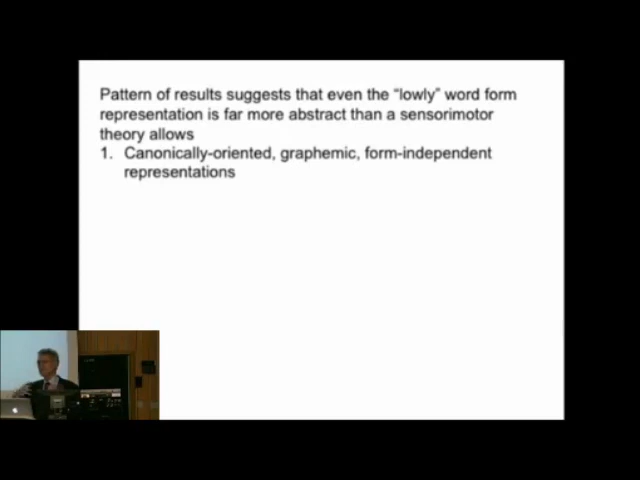 Pattern of results suggests that even the “lowly” word form
representation is far more abstract than a sensorimotor
theory allows
1. Canonically-oriented, graphemic, form-independent
representations